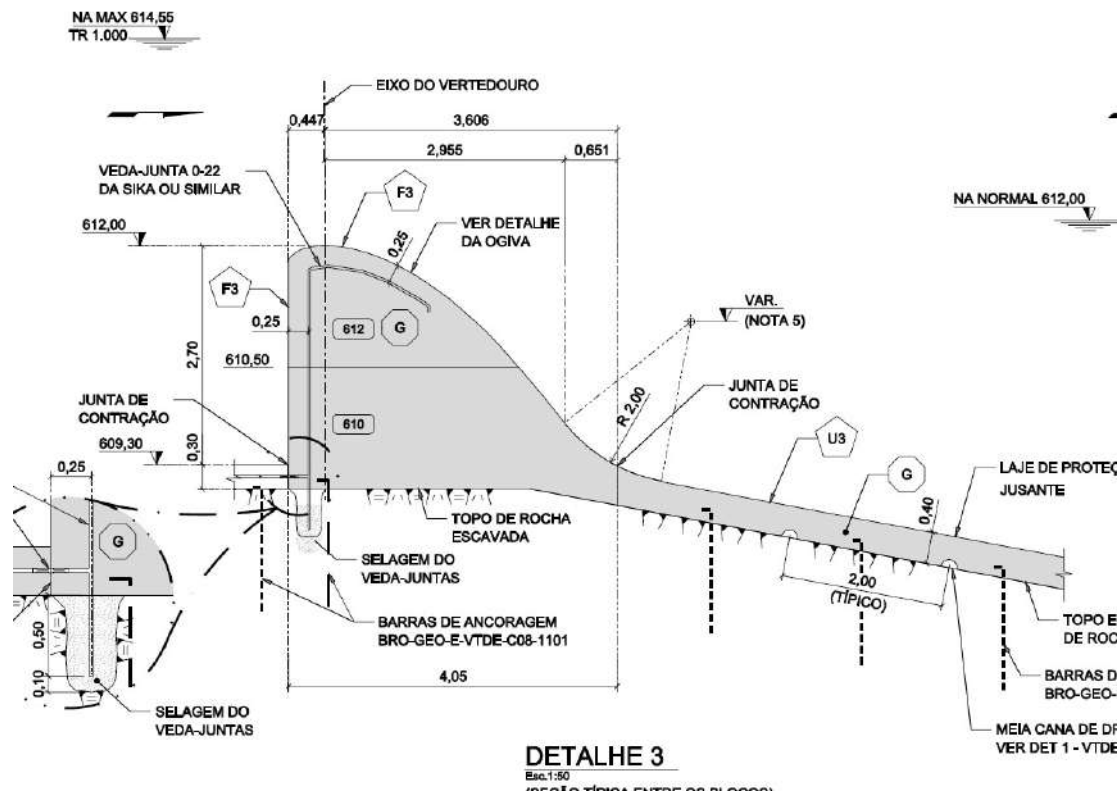 NA MAX 614,55
TR 1.000
EIXO DO VERTEDOURO
0,447
3,606
2,955
0,651
VEDA-JUNTA 0-22
DA SIKA OU SIMILAR
F3
VER DETALHE
DA OGIVA
NA NORMAL 612,00
612,00
0,25
F3
VAR.
(NOTA 5)
0,25
612
G
2,70
610,50
R 2,00
JUNTA DE
CONTRAÇÃO
JUNTA DE
CONTRAÇÃO
610
U3
609,30
0,30
G
LAJE DE PROTEÇ
JUSANTE
0,25
0,40
TOPO DE ROCHA
ESCAVADA
G
SELAGEM DO
VEDA-JUNTAS
2,00
(TÍPICO)
BARRAS DE ANCORAGEM
BRO-GEO-E-VTDE-C08-1101
TOPO E
DE ROC
0,50
4,05
BARRAS D
BRO-GEO-
0,10
SELAGEM DO
VEDA-JUNTAS
MEIA CANA DE DR
VER DET 1 - VTDE
DETALHE 3
Esc.1:50
(SEÇÃO TÍPICA ENTRE OS BLOCOS)